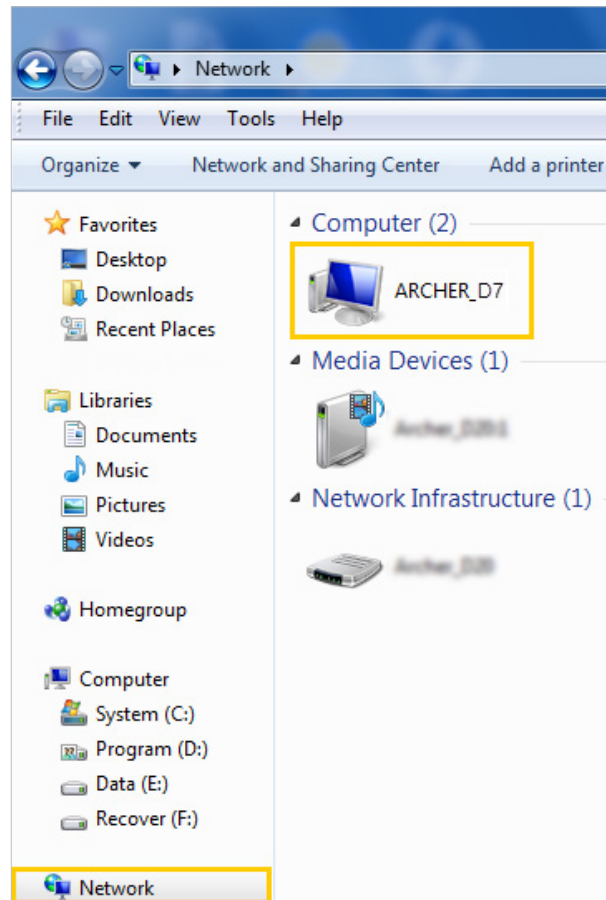 Network
File Edit View Tools Help
Organize Network and Sharing Center Add a printer
Favorites
Desktop
Downloads
Recent Places
Libraries
Documents
Music
Pictures
Videos
Homegroup
Computer
System (C:)
Program (D:)
Data (E:)
Recover (F:)
Network
Computer (2)
ARCHER_D7
Media Devices (1)
Network Infrastructure (1)